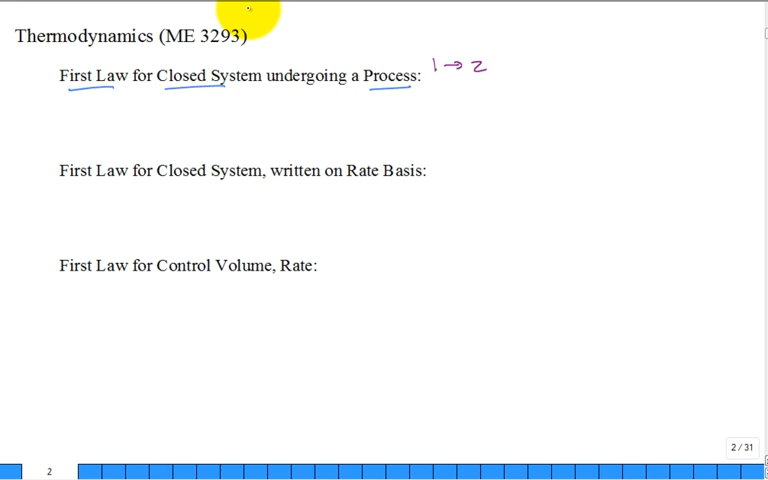 Thermodynamics (ME 3293)
First Law for Closed System undergoing a Process: 1 → 2
First Law for Closed System, written on Rate Basis:
First Law for Control Volume, Rate:
2 / 31
2